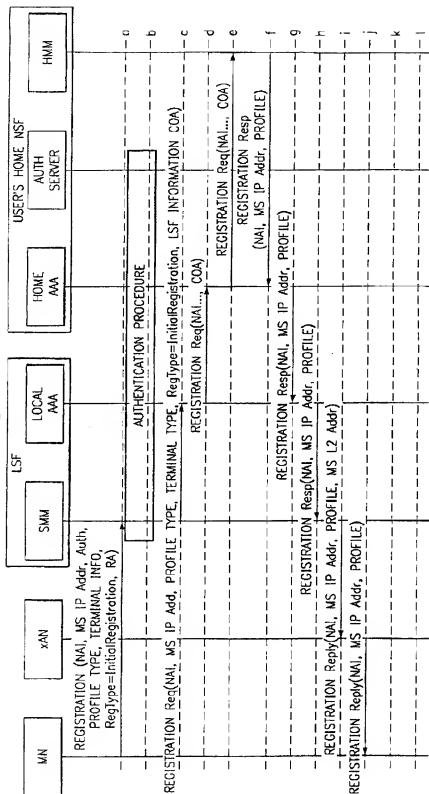 USER'S HOME NSF
LSF
MN
xAN
SMM
LOCAL
AAA
HOME
AAA
AUTH
SERVER
HMM
REGISTRATION (NAI, MS IP Addr, Auth,
PROFILE TYPE, TERMINAL INFO,
RegType=InitialRegistration, RA)
a
AUTHENTICATION PROCEDURE
b
REGISTRATION Req(NAI, MS IP Add, PROFILE TYPE, TERMINAL TYPE, RegType=InitialRegistration, LSF INFORMATION COA)
c
REGISTRATION Req(NAI..., COA)
d
REGISTRATION Req(NAI..., COA)
e
REGISTRATION Resp
(NAI, MS IP Addr, PROFILE)
f
REGISTRATION Resp(NAI, MS IP Addr, PROFILE)
g
REGISTRATION Resp(NAI, MS IP Addr, PROFILE)
h
REGISTRATION Reply(NAI, MS IP Addr, PROFILE, MS L2 Addr)
i
REGISTRATION Reply(NAI, MS IP Addr, PROFILE)
j
k
l